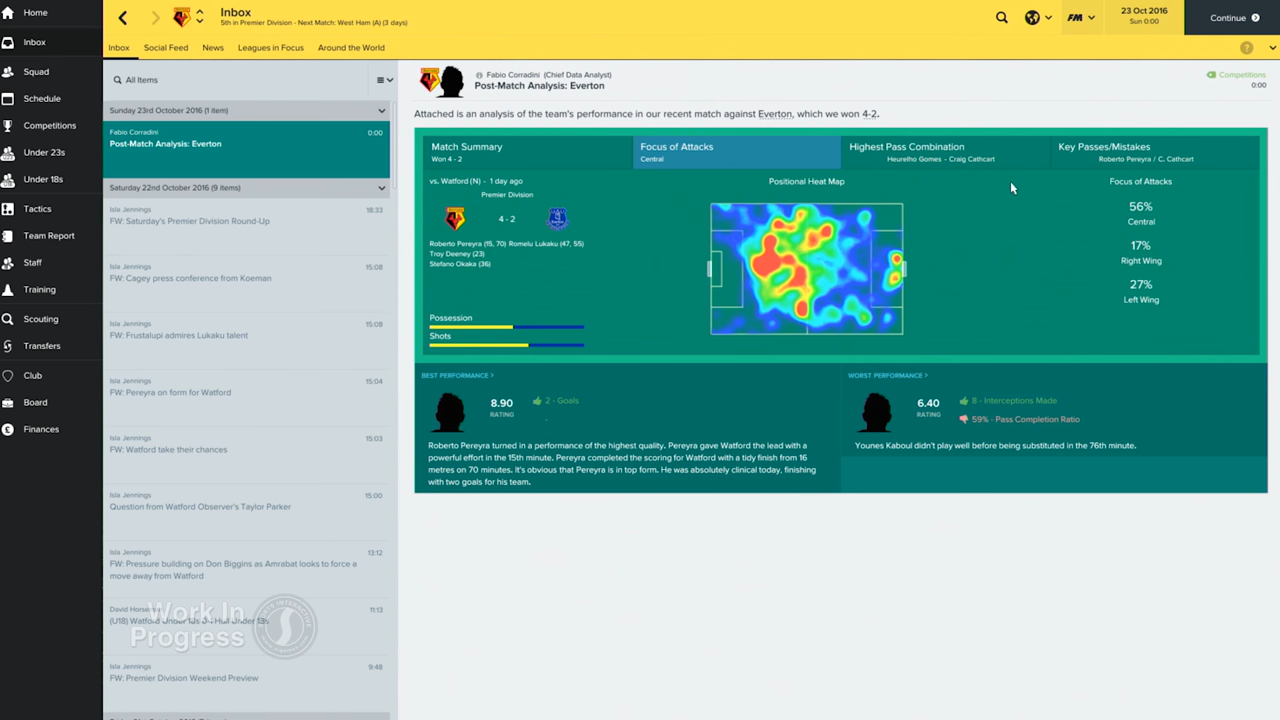 Home
Inbox
Squad
Schedule
Competitions
Under 23s
Under 18s
Tactics
Team Report
Staff
Training
Scouting
Transfers
Club
Board
Finances
Inbox
5th in Premier Division - Next Match: West Ham (A) (3 days)
FM
23 Oct 2016
Sun 0:00
Continue
Inbox
Social Feed
News
Leagues in Focus
Around the World
All Items
Sunday 23rd October 2016 (1 item)
Fabio Corradini 0:00
Post-Match Analysis: Everton
Saturday 22nd October 2016 (9 items)
Isla Jennings 18:33
FW: Saturday's Premier Division Round-Up
Isla Jennings 15:08
FW: Cagey press conference from Koeman
Isla Jennings 15:08
FW: Frustalupi admires Lukaku talent
Isla Jennings 15:04
FW: Pereyra on form for Watford
Isla Jennings 15:03
FW: Watford take their chances
Isla Jennings 15:00
Question from Watford Observer's Taylor Parker
Isla Jennings 13:12
FW: Pressure building on Don Biggins as Amrabat looks to force a
move away from Watford
David Horse 11:13
(U18) Watford Under 18s Hull Under 18s
Work In
Progress
Isla Jennings 9:48
FW: Premier Division Weekend Preview
Fabio Corradini (Chief Data Analyst)
Post-Match Analysis: Everton
Competitions
0:00
Attached is an analysis of the team's performance in our recent match against Everton, which we won 4-2.
Match Summary
Won 4 - 2
Focus of Attacks
Central
Highest Pass Combination
Heurelho Gomes - Craig Cathcart
Key Passes/Mistakes
Roberto Pereyra / C. Cathcart
vs. Watford (N) - 1 day ago
Premier Division
4 - 2
Roberto Pereyra (15, 70) Romelu Lukaku (47, 55)
Troy Deeney (23)
Stefano Okaka (36)
Possession
Shots
Positional Heat Map
Focus of Attacks
56%
Central
17%
Right Wing
27%
Left Wing
BEST PERFORMANCE >
8.90
RATING
2 - Goals
Roberto Pereyra turned in a performance of the highest quality. Pereyra gave Watford the lead with a
powerful effort in the 15th minute. Pereyra completed the scoring for Watford with a tidy finish from 16
metres on 70 minutes. It's obvious that Pereyra is in top form. He was absolutely clinical today, finishing
with two goals for his team.
WORST PERFORMANCE >
6.40
RATING
8 - Interceptions Made
59% - Pass Completion Ratio
Younes Kaboul didn't play well before being substituted in the 76th minute.